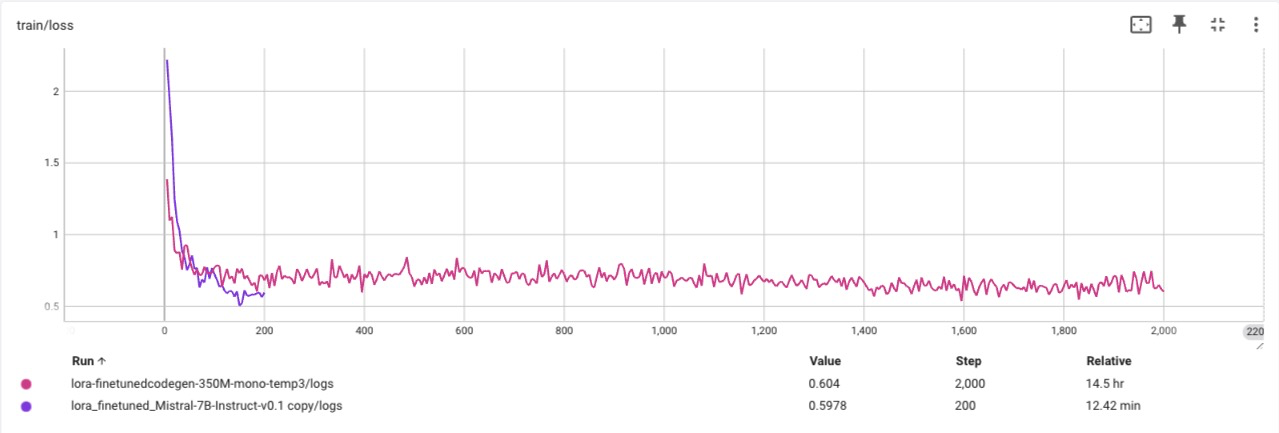 train/loss
2
1.5
1
0.5
0 200 400 600 800 1,000 1,200 1,400 1,600 1,800 2,000 220
Run ↑ Value Step Relative
lora-finetunedcodegen-350M-mono-temp3/logs 0.604 2,000 14.5 hr
lora_finetuned_Mistral-7B-Instruct-v0.1 copy/logs 0.5978 200 12.42 min